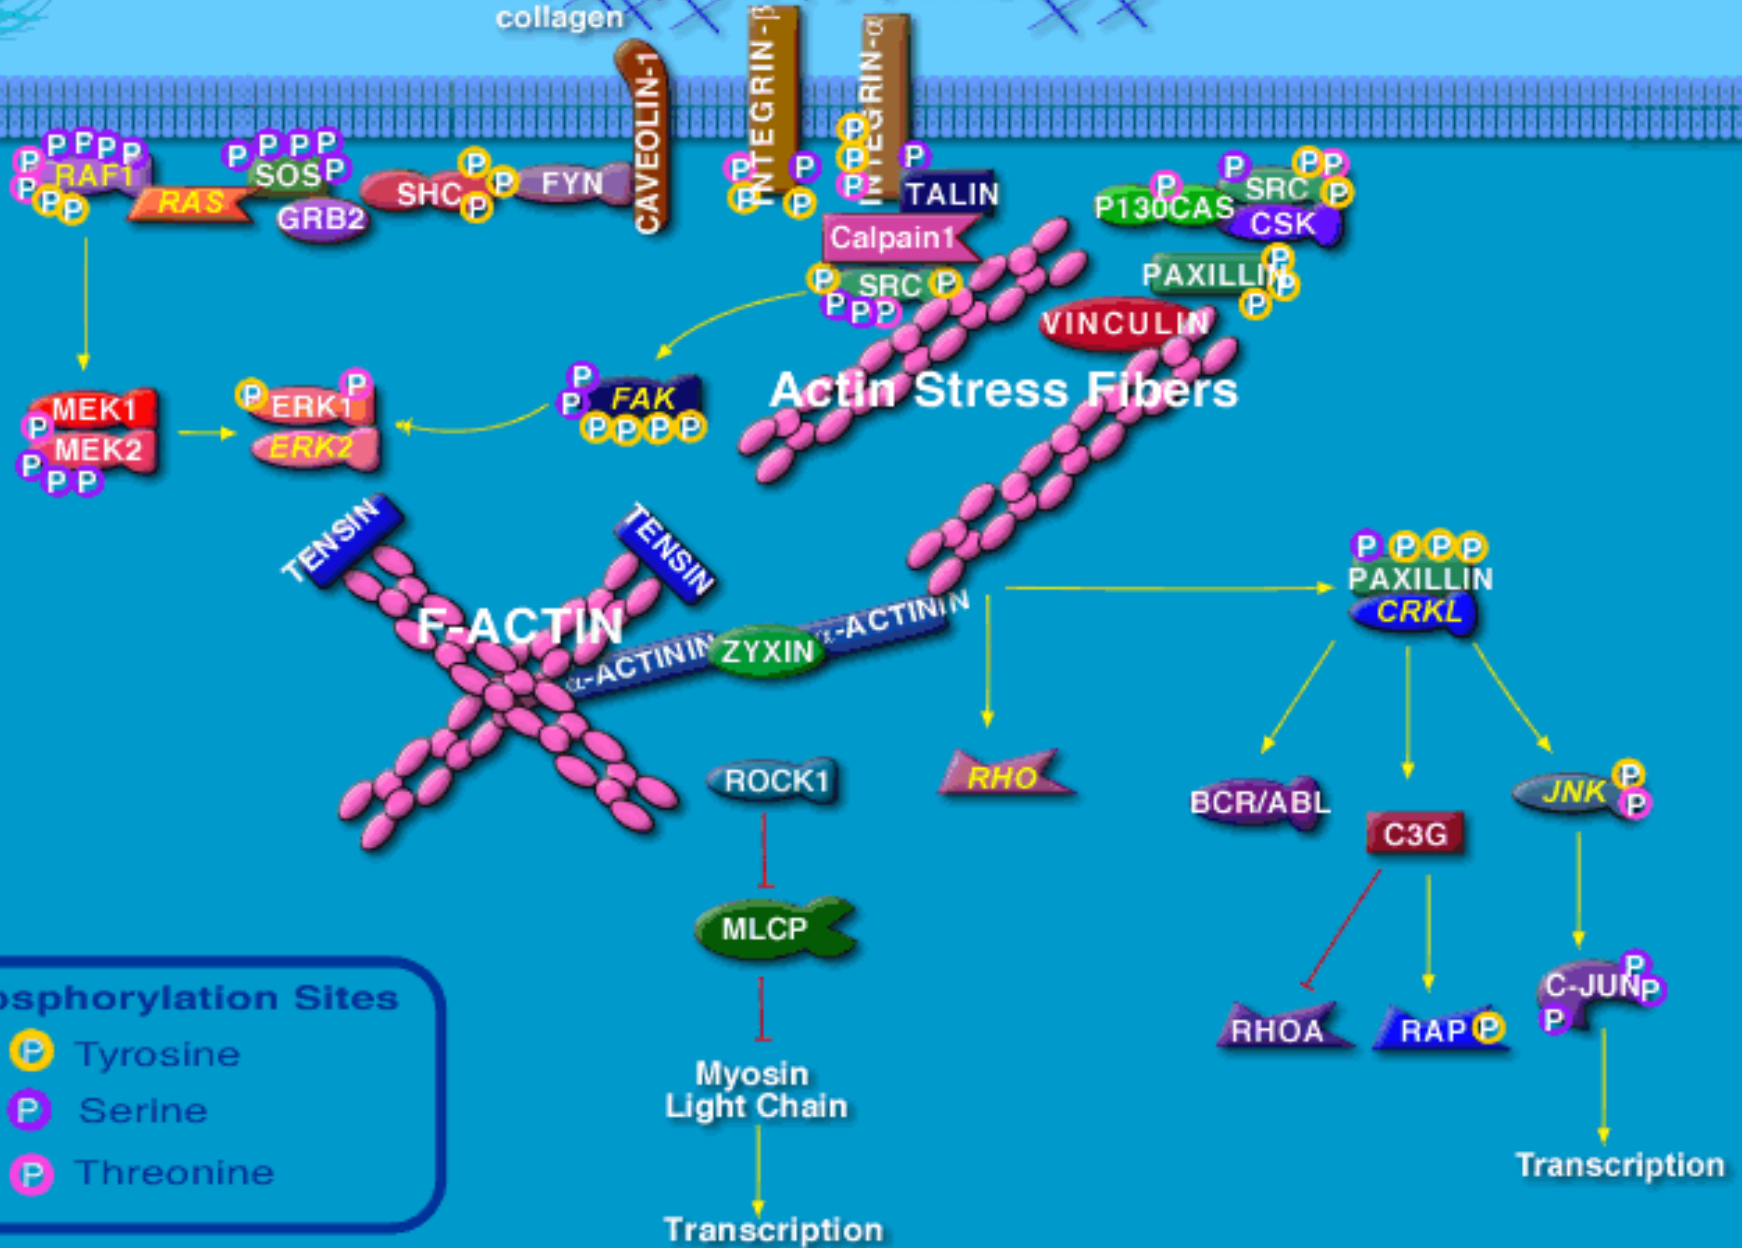 collagen
INTEGRIN-β
INTEGRIN-α
CAVEOLIN-1
P P P P
P
P
RAF1
P P
RAS
P P P P P
SOS
GRB2
SHC
P P P
FYN
P P P P
P P P P
TALIN
Calpain1
P SRC P
P P P
P
P130CAS
P P P P
SRC
CSK
PAXILLIN
P P P
VINCULIN
Actin Stress Fibers
MEK1
P
MEK2
P P P
P P
ERK1
ERK2
P P
FAK
P P P P
TENSIN
TENSIN
F-ACTIN
α-ACTININ
ZYXIN
α-ACTININ
P P P P
PAXILLIN
CRKL
ROCK1
RHO
BCR/ABL
C3G
JNK
P P
MLCP
RHOA
RAP P
C-JUN
P P P
Myosin
Light Chain
Transcription
Transcription
osphorylation Sites
P Tyrosine
P Serine
P Threonine